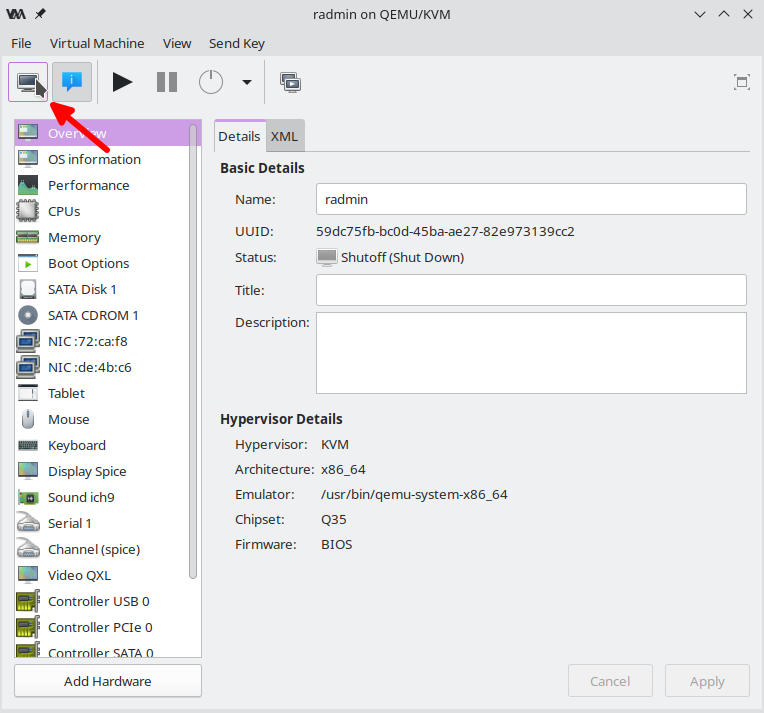 radmin on QEMU/KVM
File Virtual Machine View Send Key
Overview
OS information
Performance
CPUs
Memory
Boot Options
SATA Disk 1
SATA CDROM 1
NIC :72:ca:f8
NIC :de:4b:c6
Tablet
Mouse
Keyboard
Display Spice
Sound ich9
Serial 1
Channel (spice)
Video QXL
Controller USB 0
Controller PCIe 0
Controller SATA 0
Add Hardware
Details XML
Basic Details
Name: radmin
UUID: 59dc75fb-bc0d-45ba-ae27-82e973139cc2
Status: Shutoff (Shut Down)
Title:
Description:
Hypervisor Details
Hypervisor: KVM
Architecture: x86_64
Emulator: /usr/bin/qemu-system-x86_64
Chipset: Q35
Firmware: BIOS
Cancel Apply